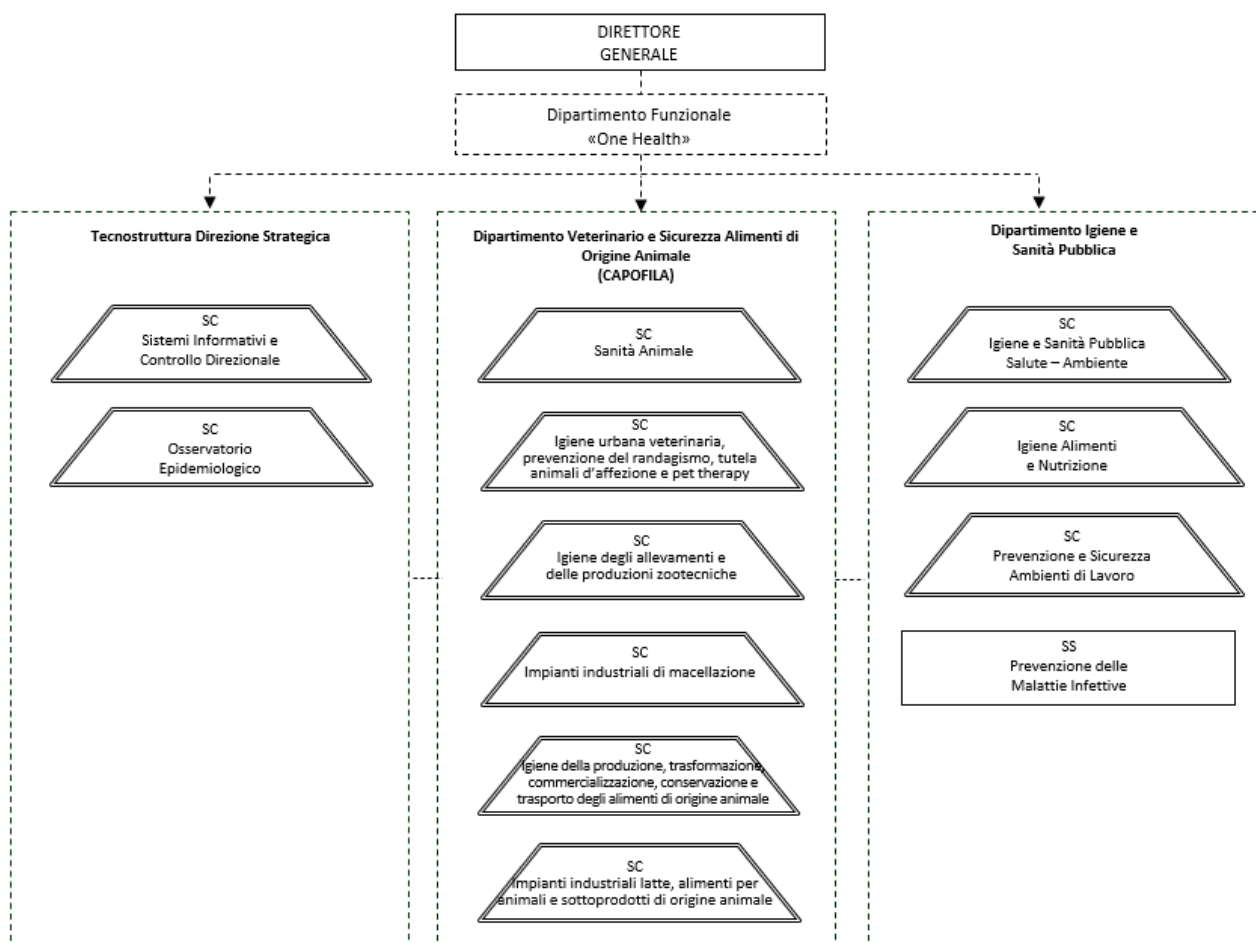 DIRETTORE
GENERALE
Dipartimento Funzionale
«One Health»
Tecnostruttura Direzione Strategica
SC
Sistemi Informativi e
Controllo Direzionale
SC
Osservatorio
Epidemiologico
Dipartimento Veterinario e Sicurezza Alimenti di
Origine Animale
(CAPOFILA)
SC
Sanità Animale
SC
Igiene urbana veterinaria,
prevenzione del randagismo, tutela
animali d'affezione e pet therapy
SC
Igiene degli allevamenti e
delle produzioni zootecniche
SC
Impianti industriali di macellazione
SC
Igiene della produzione, trasformazione,
commercializzazione, conservazione e
trasporto degli alimenti di origine animale
SC
Impianti industriali latte, alimenti per
animali e sottoprodotti di origine animale
Dipartimento Igiene e
Sanità Pubblica
SC
Igiene e Sanità Pubblica
Salute – Ambiente
SC
Igiene Alimenti
e Nutrizione
SC
Prevenzione e Sicurezza
Ambienti di Lavoro
SS
Prevenzione delle
Malattie Infettive